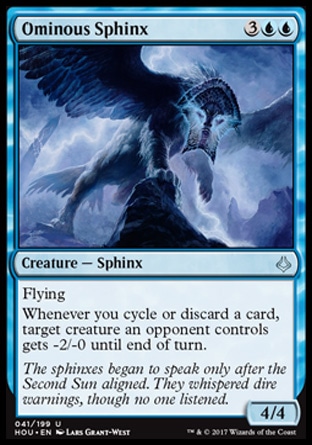 Ominous Sphinx 3
Creature — Sphinx
Flying
Whenever you cycle or discard a card,
target creature an opponent controls
gets -2/-0 until end of turn.
The sphinxes began to speak only after the
Second Sun aligned. They whispered dire
warnings, though no one listened.
4/4
041/199 U
HOU • EN Lars Grant-West
™ & © 2017 Wizards of the Coast